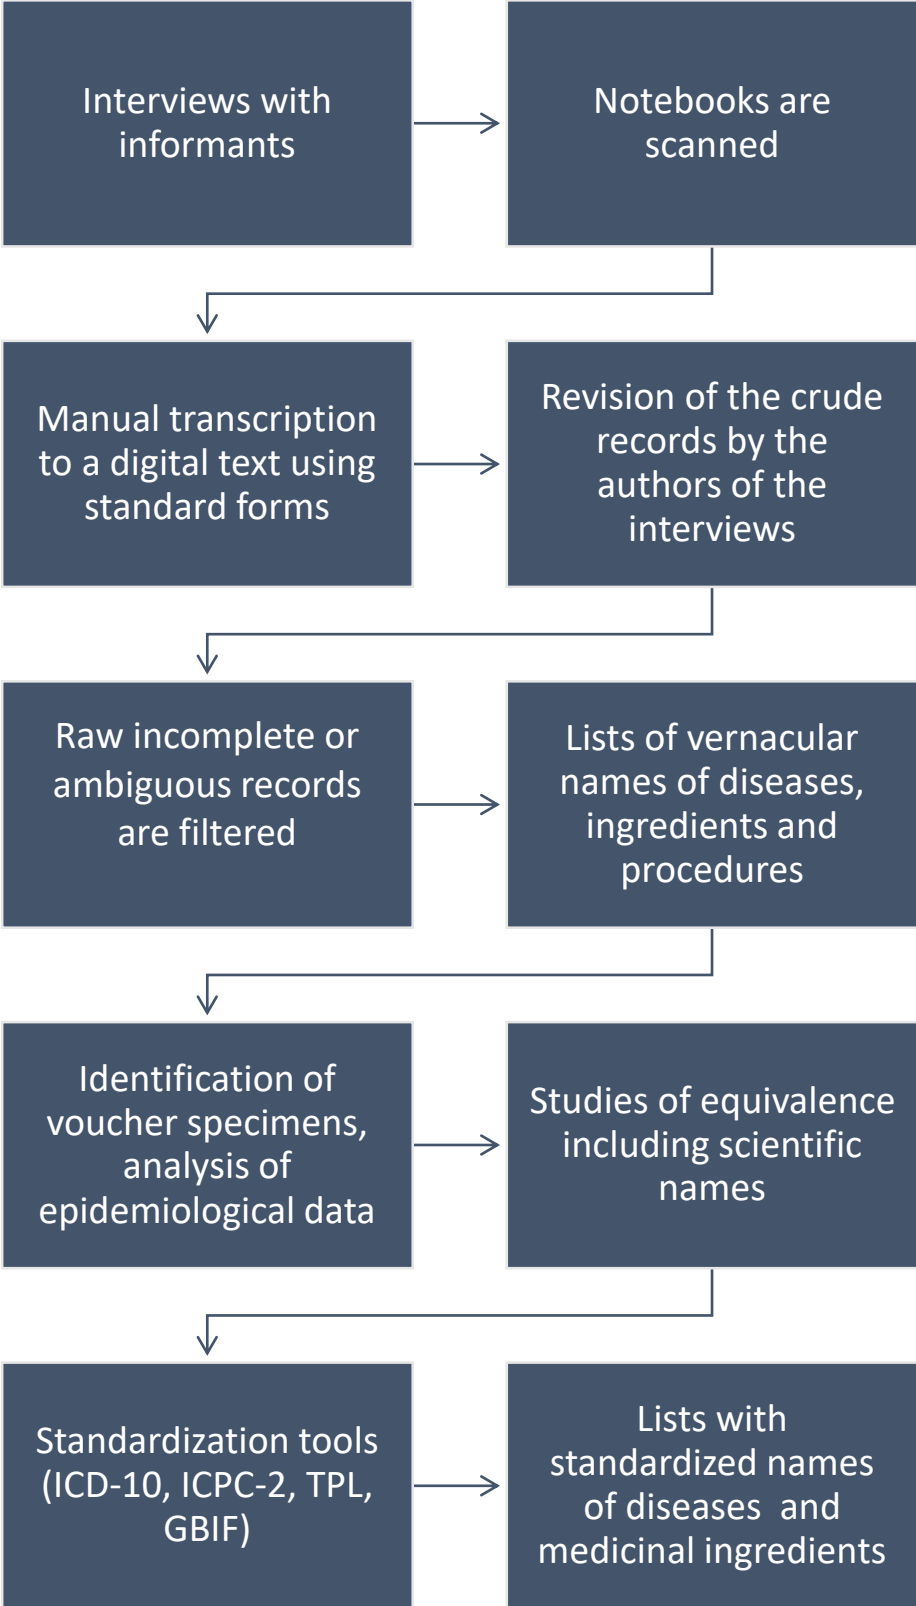 Interviews with
informants
Notebooks are
scanned
Manual transcription
to a digital text using
standard forms
Revision of the crude
records by the
authors of the
interviews
Raw incomplete or
ambiguous records
are filtered
Lists of vernacular
names of diseases,
ingredients and
procedures
Identification of
voucher specimens,
analysis of
epidemiological data
Studies of equivalence
including scientific
names
Standardization tools
(ICD-10, ICPC-2, TPL,
GBIF)
Lists with
standardized names
of diseases  and
medicinal ingredients